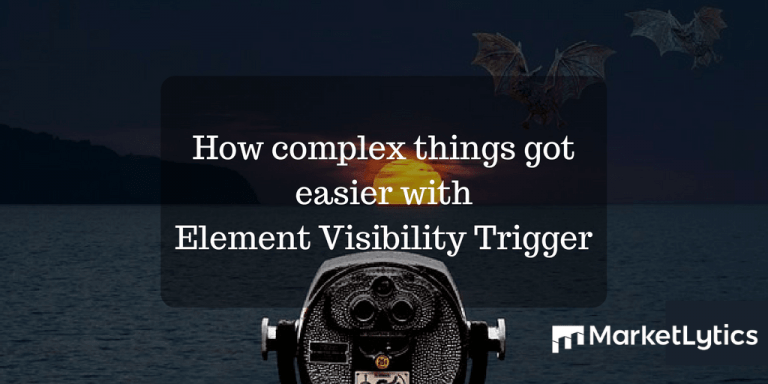 How complex things got
easier with
Element Visibility Trigger
MarketLytics